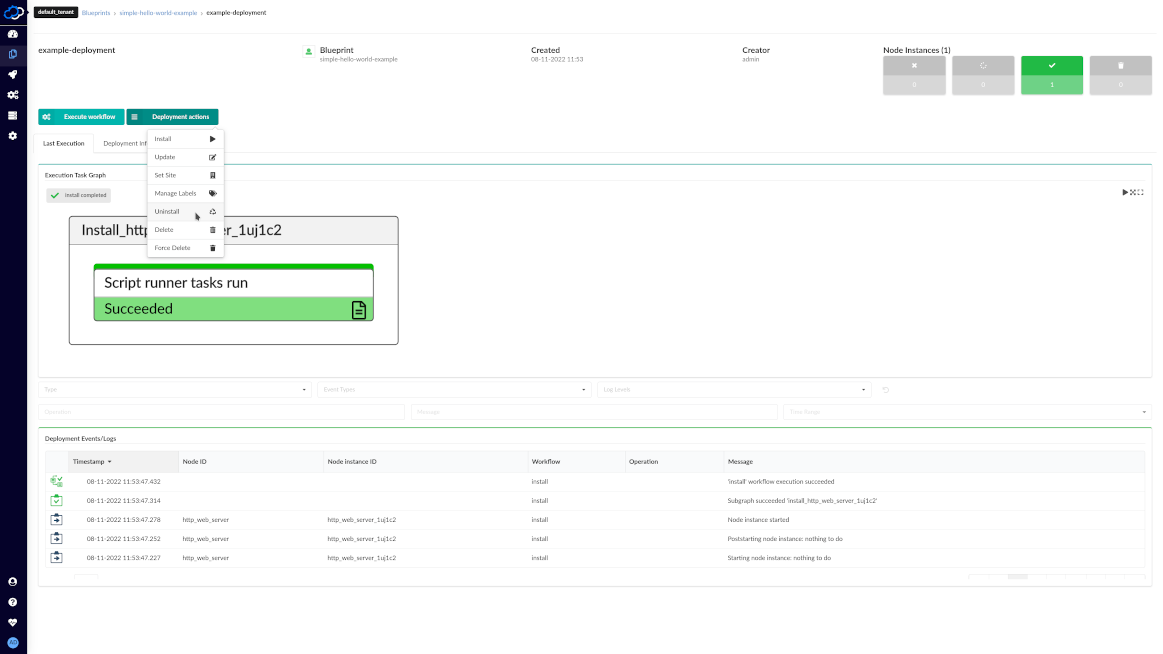 default_tenant Blueprints › simple-hello-world-example › example-deployment
example-deployment
Blueprint
simple-hello-world-example
Created
08-11-2022 11:53
Creator
admin
Node Instances (1)
0 0 1 0
Execute workflow
Deployment actions
Install
Update
Set Site
Manage Labels
Uninstall
Delete
Force Delete
Last Execution
Deployment Inf
Execution Task Graph
Install completed
Install_http er_1uj1c2
Script runner tasks run
Succeeded
Type Event Types Log Levels
Operation Message Time Range
Deployment Events/Logs
Timestamp Node ID Node instance ID Workflow Operation Message
08-11-2022 11:53:47.432 install 'install' workflow execution succeeded
08-11-2022 11:53:47.314 install Subgraph succeeded 'install_http_web_server_1uj1c2'
08-11-2022 11:53:47.278 http_web_server http_web_server_1uj1c2 install Node instance started
08-11-2022 11:53:47.252 http_web_server http_web_server_1uj1c2 install Poststarting node instance: nothing to do
08-11-2022 11:53:47.227 http_web_server http_web_server_1uj1c2 install Starting node instance: nothing to do